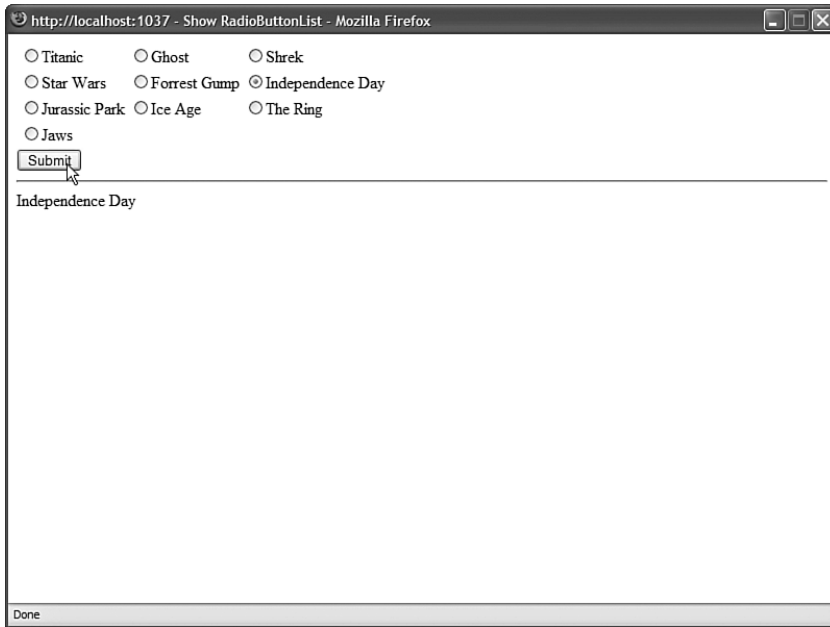 http://localhost:1037 - Show RadioButtonList - Mozilla Firefox
Titanic Ghost Shrek
Star Wars Forrest Gump Independence Day
Jurassic Park Ice Age The Ring
Jaws
Submit
Independence Day
Done